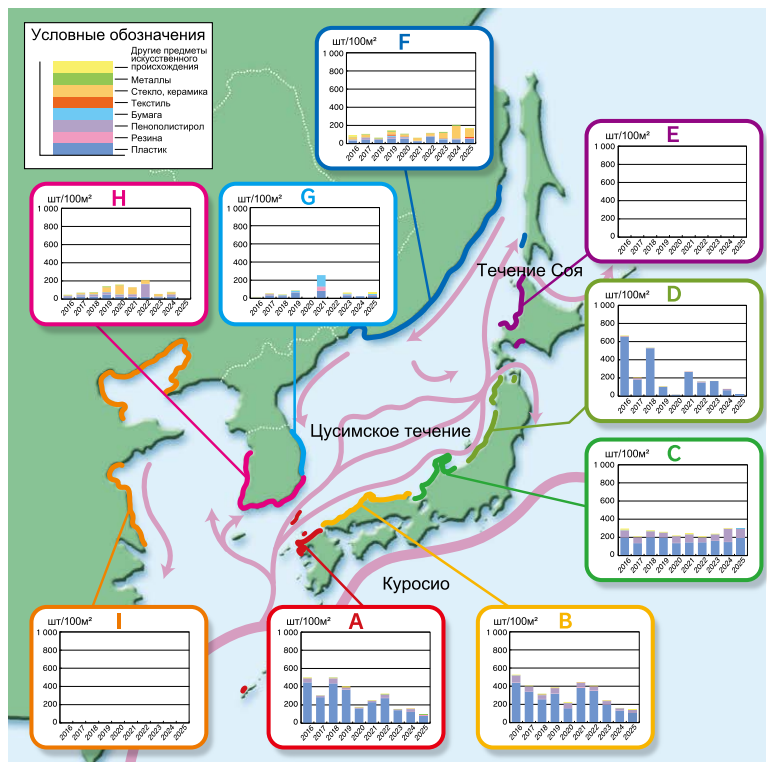 Условные обозначения
Другие предметы
искусственного
происхождения
Металлы
Стекло, керамика
Текстиль
Бумага
Пенополистирол
Резина
Пластик
F
шт/100м²
1 000
800
600
400
200
0
2016 2017 2018 2019 2020 2021 2022 2023 2024 2025
E
шт/100м²
1 000
800
600
400
200
0
2016 2017 2018 2019 2020 2021 2022 2023 2024 2025
H
шт/100м²
1 000
800
600
400
200
0
2016 2017 2018 2019 2020 2021 2022 2023 2024 2025
G
шт/100м²
1 000
800
600
400
200
0
2016 2017 2018 2019 2020 2021 2022 2023 2024 2025
Течение Соя
D
шт/100м²
1 000
800
600
400
200
0
2016 2017 2018 2019 2020 2021 2022 2023 2024 2025
Цусимское течение
C
шт/100м²
1 000
800
600
400
200
0
2016 2017 2018 2019 2020 2021 2022 2023 2024 2025
Куросио
I
шт/100м²
1 000
800
600
400
200
0
2016 2017 2018 2019 2020 2021 2022 2023 2024 2025
A
шт/100м²
1 000
800
600
400
200
0
2016 2017 2018 2019 2020 2021 2022 2023 2024 2025
B
шт/100м²
1 000
800
600
400
200
0
2016 2017 2018 2019 2020 2021 2022 2023 2024 2025